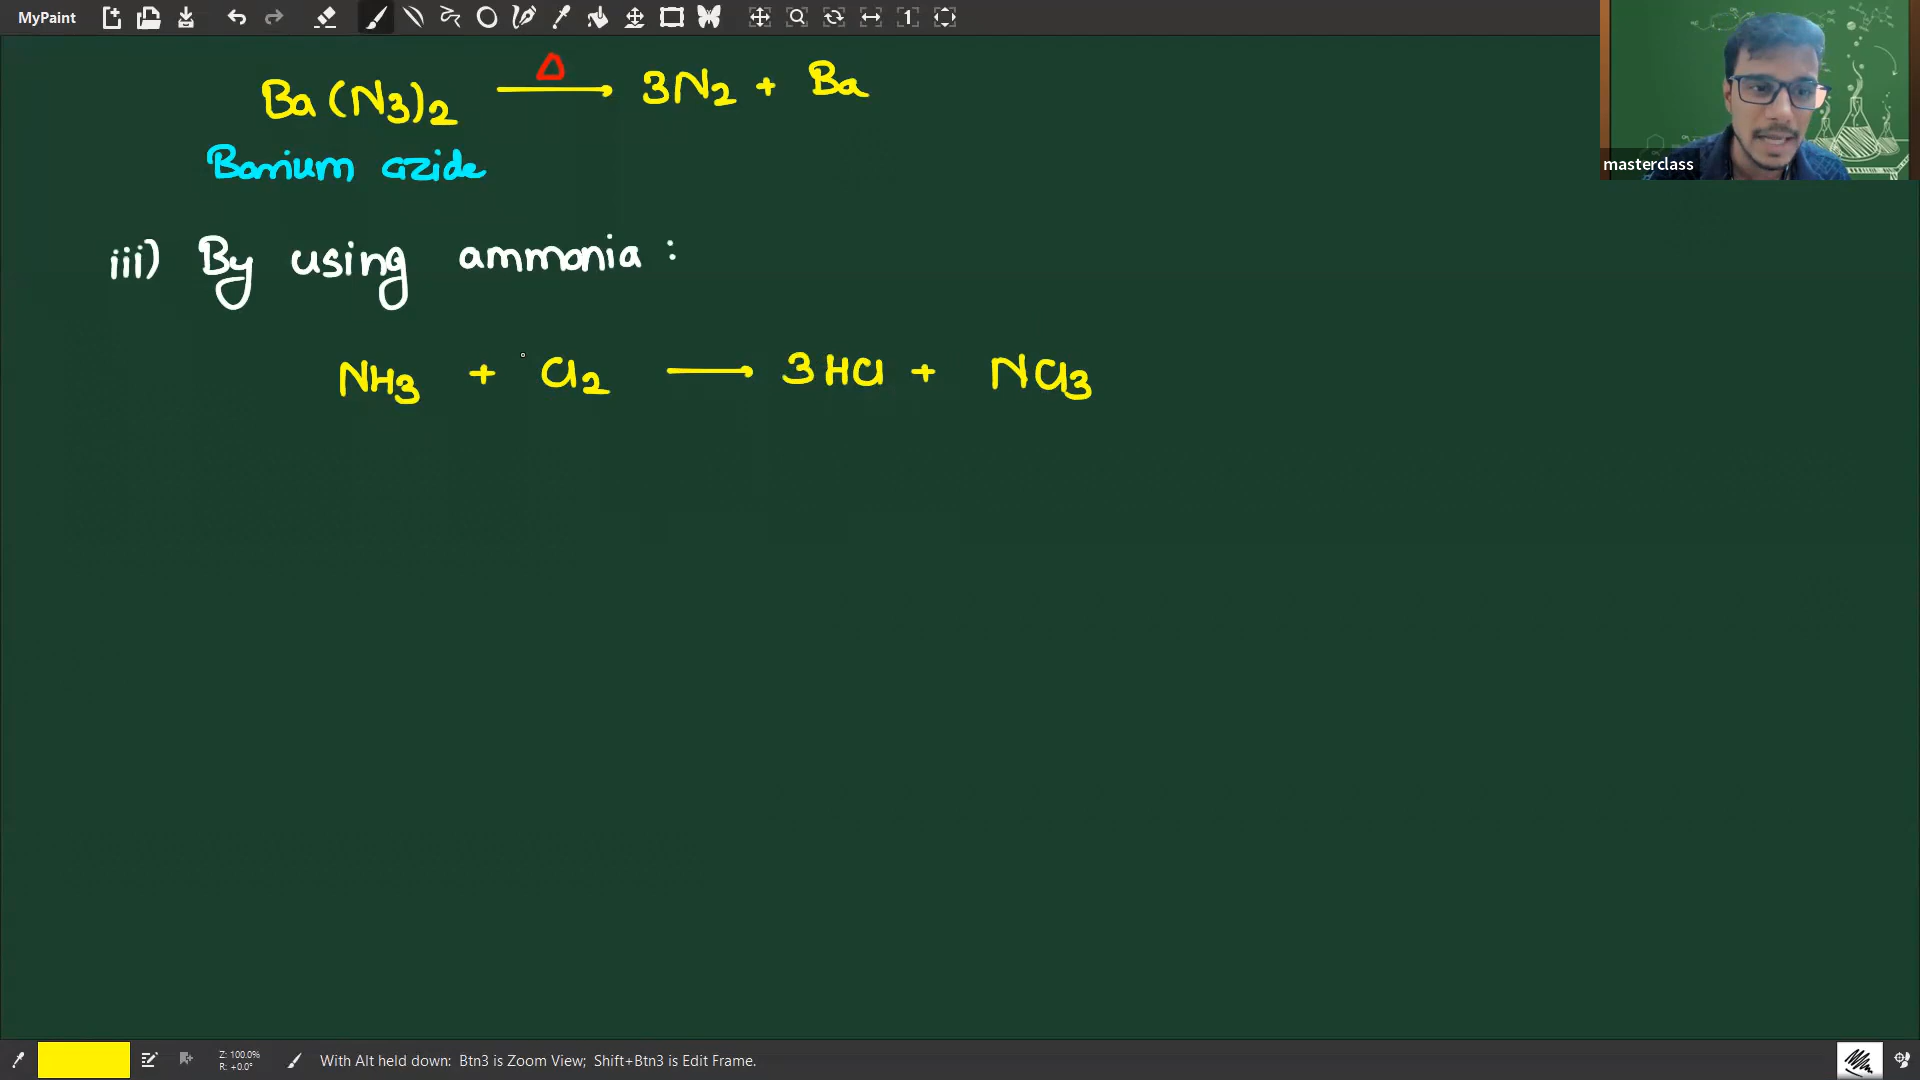 MyPaint
Ba(N3)2 —Δ→ 3N2 + Ba
Barium azide
masterclass
iii) By using ammonia :
NH3 + Cl2 ⟶ 3HCl + NCl3
Z: 100.0%
R: +0.0°
With Alt held down: Btn3 is Zoom View; Shift+Btn3 is Edit Frame.